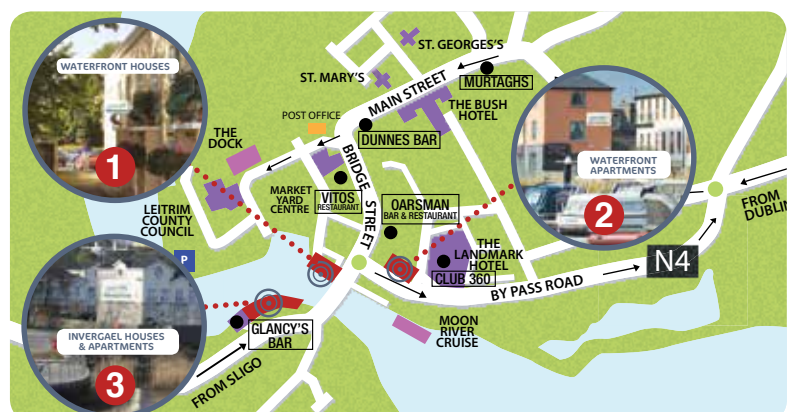 WATERFRONT HOUSES
1
ST. GEORGES'S
ST. MARY'S
MURTAGHS
MAIN STREET
THE BUSH
HOTEL
POST OFFICE
DUNNES BAR
THE
DOCK
BRIDGE STREET
MARKET
YARD
CENTRE
VITOS
RESTAURANT
OARSMAN
BAR & RESTAURANT
LEITRIM
COUNTY
COUNCIL
P
WATERFRONT
APARTMENTS
2
FROM
DUBLIN
N4
THE
LANDMARK
HOTEL
CLUB 360
BY PASS ROAD
MOON
RIVER
CRUISE
GLANCY'S
BAR
FROM SLIGO
INVERGAEL HOUSES
& APARTMENTS
3